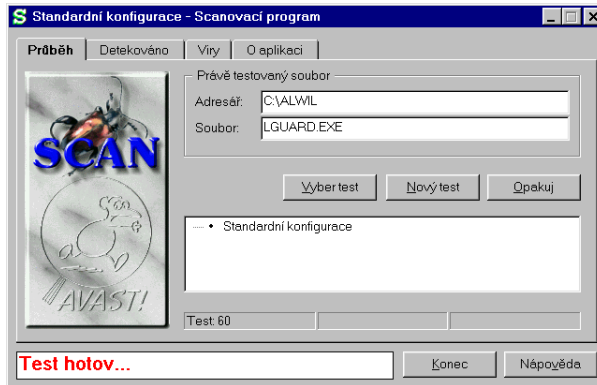 Standardní konfigurace - Scanovací program
Průběh Detekováno Viry O aplikaci
Právě testovaný soubor
Adresář: C:\ALWIL
Soubor: LGUARD.EXE
SCAN
Vyber test Nový test Opakuj
Standardní konfigurace
AVAST!
Test: 60
Test hotov... Konec Nápověda